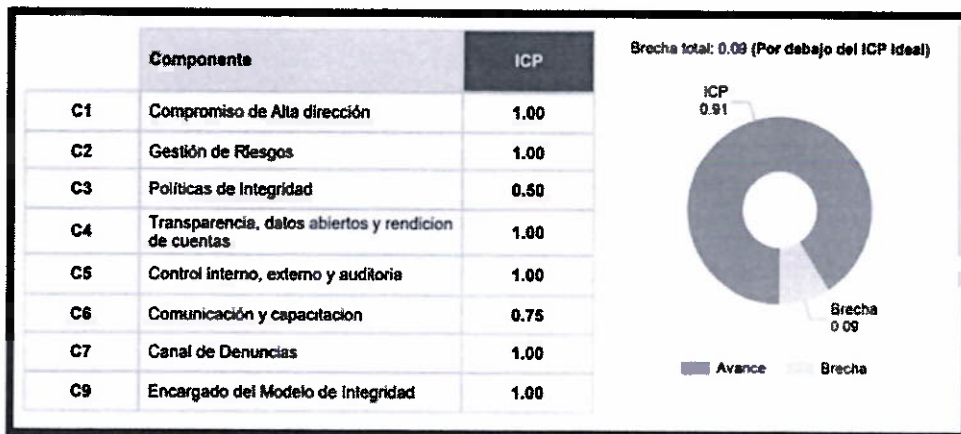 Componente ICP
C1 Compromiso de Alta dirección 1.00
C2 Gestión de Riesgos 1.00
C3 Políticas de Integridad 0.50
C4 Transparencia, datos abiertos y rendicion
de cuentas 1.00
C5 Control interno, externo y auditoria 1.00
C6 Comunicación y capacitacion 0.75
C7 Canal de Denuncias 1.00
C9 Encargado del Modelo de Integridad 1.00
Brecha total: 0.09 (Por debajo del ICP Ideal)
ICP
0.91
Brecha
0 09
Avance Brecha